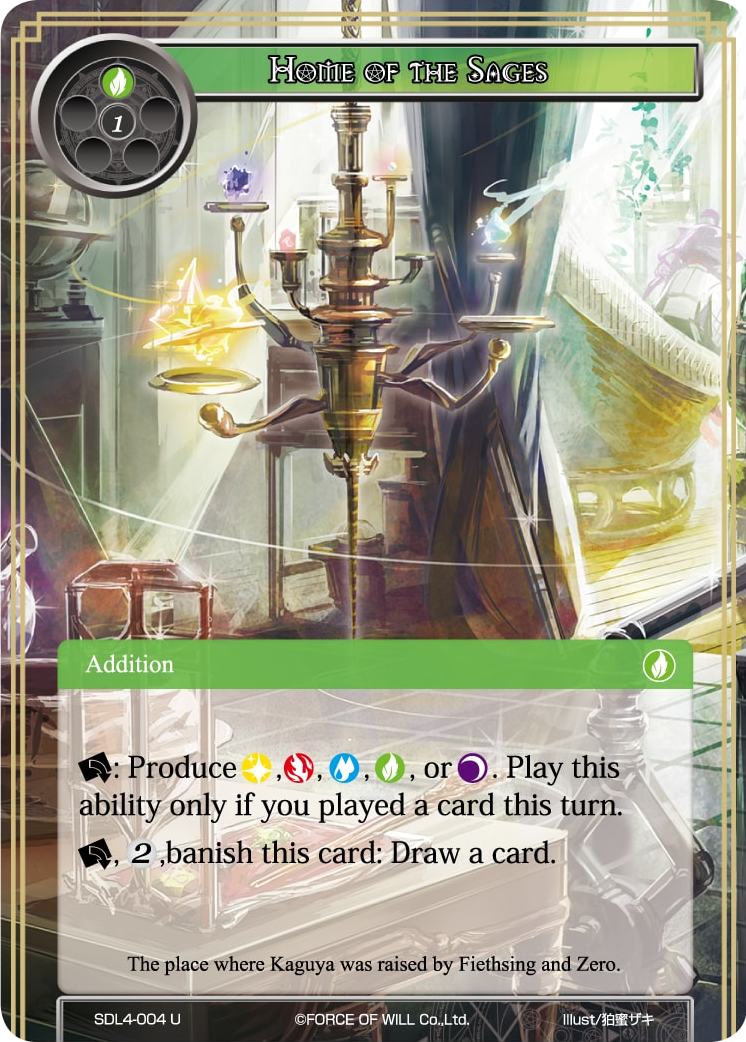 HOME OF THE SAGES
1
Addition
: Produce , , , , or . Play this
ability only if you played a card this turn.
, 2 ,banish this card: Draw a card.
The place where Kaguya was raised by Fiethsing and Zero.
SDL4-004 U ©FORCE OF WILL Co.,Ltd. Illust/狛蜜ザキ